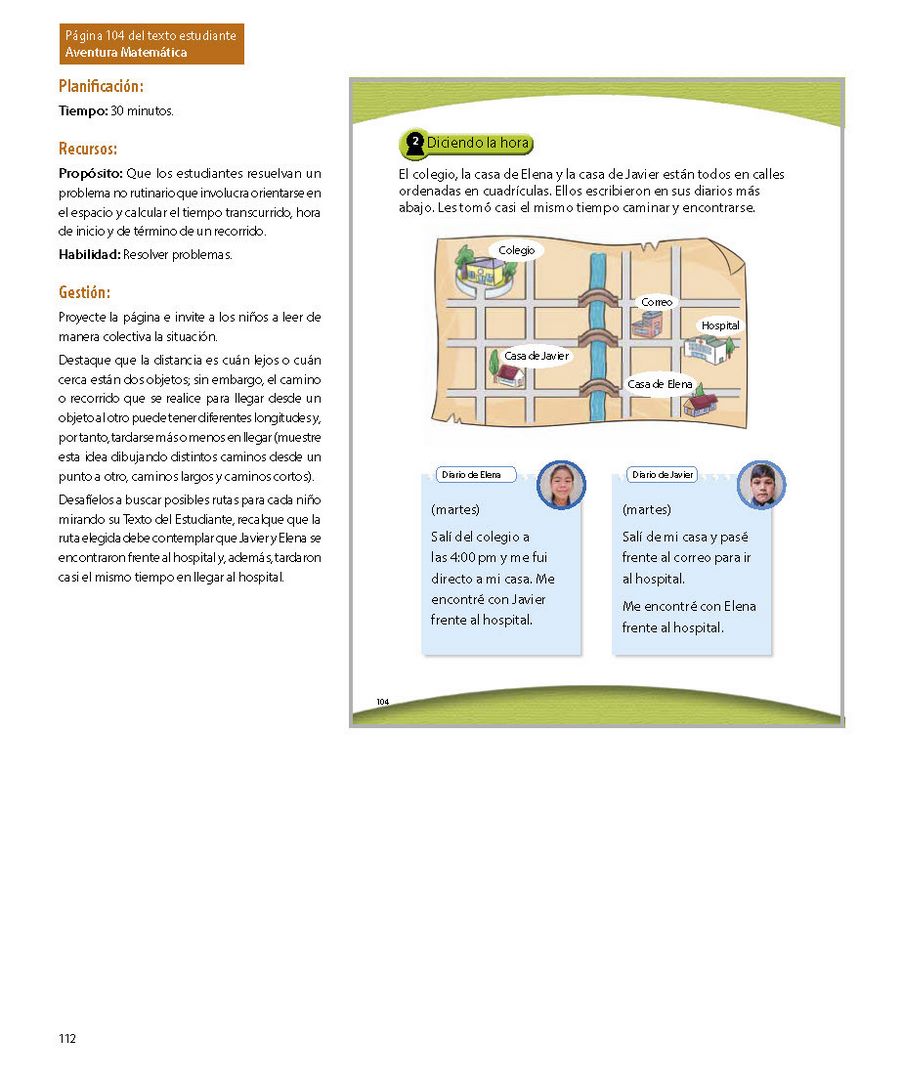 Página 104 del texto estudiante
Aventura Matemática
Planificación:
Tiempo: 30 minutos.
Recursos:
Propósito: Que los estudiantes resuelvan un
problema no rutinario que involucra orientarse en
el espacio y calcular el tiempo transcurrido, hora
de inicio y de término de un recorrido.
Habilidad: Resolver problemas.
Gestión:
Proyecte la página e invite a los niños a leer de
manera colectiva la situación.
Destaque que la distancia es cuán lejos o cuán
cerca están dos objetos; sin embargo, el camino
o recorrido que se realice para llegar desde un
objeto al otro puede tener diferentes longitudes y,
por tanto, tardarse más o menos en llegar (muestre
esta idea dibujando distintos caminos desde un
punto a otro, caminos largos y caminos cortos).
Desafíelos a buscar posibles rutas para cada niño
mirando su Texto del Estudiante, recalque que la
ruta elegida debe contemplar que Javier y Elena se
encontraron frente al hospital y, además, tardaron
casi el mismo tiempo en llegar al hospital.
2 Diciendo la hora
El colegio, la casa de Elena y la casa de Javier están todos en calles
ordenadas en cuadrículas. Ellos escribieron en sus diarios más
abajo. Les tomó casi el mismo tiempo caminar y encontrarse.
Colegio
Correo
Hospital
Casa de Javier
Casa de Elena
Diario de Elena
(martes)
Salí del colegio a
las 4:00 pm y me fui
directo a mi casa. Me
encontré con Javier
frente al hospital.
Diario de Javier
(martes)
Salí de mi casa y pasé
frente al correo para ir
al hospital.
Me encontré con Elena
frente al hospital.
104
112